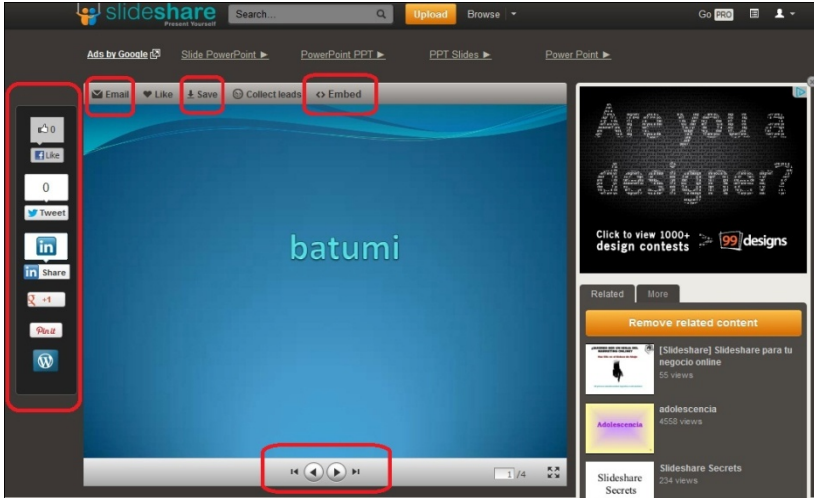 slideshare
Present Yourself
Search...
Upload
Browse
Go PRO
Ads by Google
Slide PowerPoint ►
PowerPoint PPT ►
PPT Slides ►
Power Point ►
Email
Like
Save
Collect leads
Embed
0
Like
0
Tweet
in
in Share
g +1
Pin it
W
batumi
1 /4
Are you a
designer?
Click to view 1000+
design contests
99designs
Related
More
Remove related content
[Slideshare] Slideshare para tu
negocio online
55 views
Adolescencia
adolescencia
4558 views
Slideshare
Secrets
Slideshare Secrets
234 views